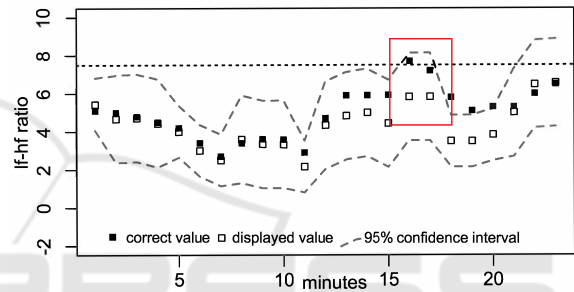 lf-hf ratio
10
8
6
4
2
0
-2
■ correct value □ displayed value 95% confidence interval
5 10 15 20
minutes